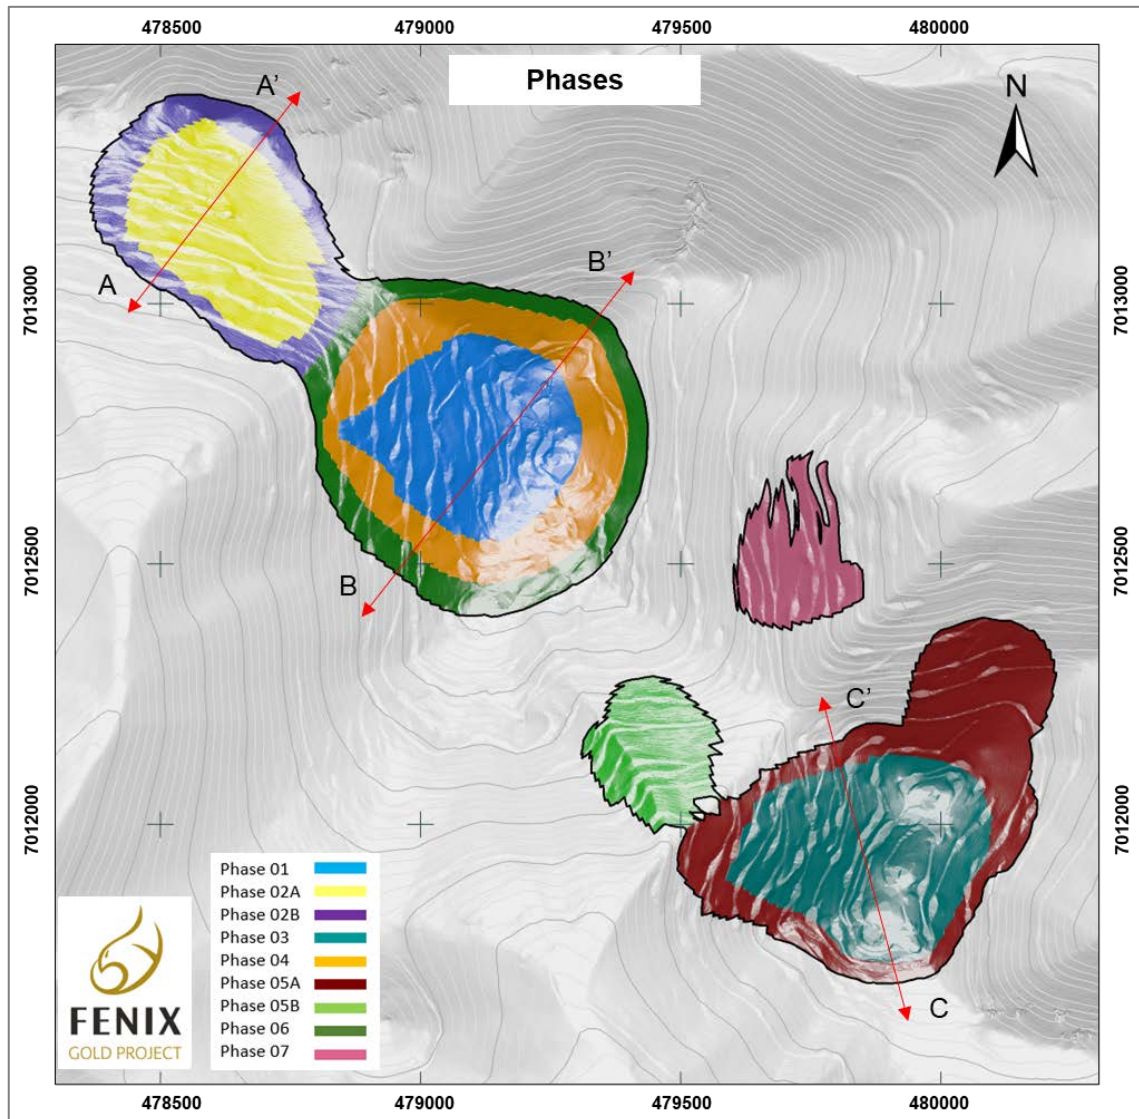 478500 479000 479500 480000
Phases
N
A'
A
B'
B
C'
C
7013000 7013000
7012500 7012500
7012000 7012000
Phase 01
Phase 02A
Phase 02B
Phase 03
Phase 04
Phase 05A
Phase 05B
Phase 06
Phase 07
FENIX
GOLD PROJECT
478500 479000 479500 480000